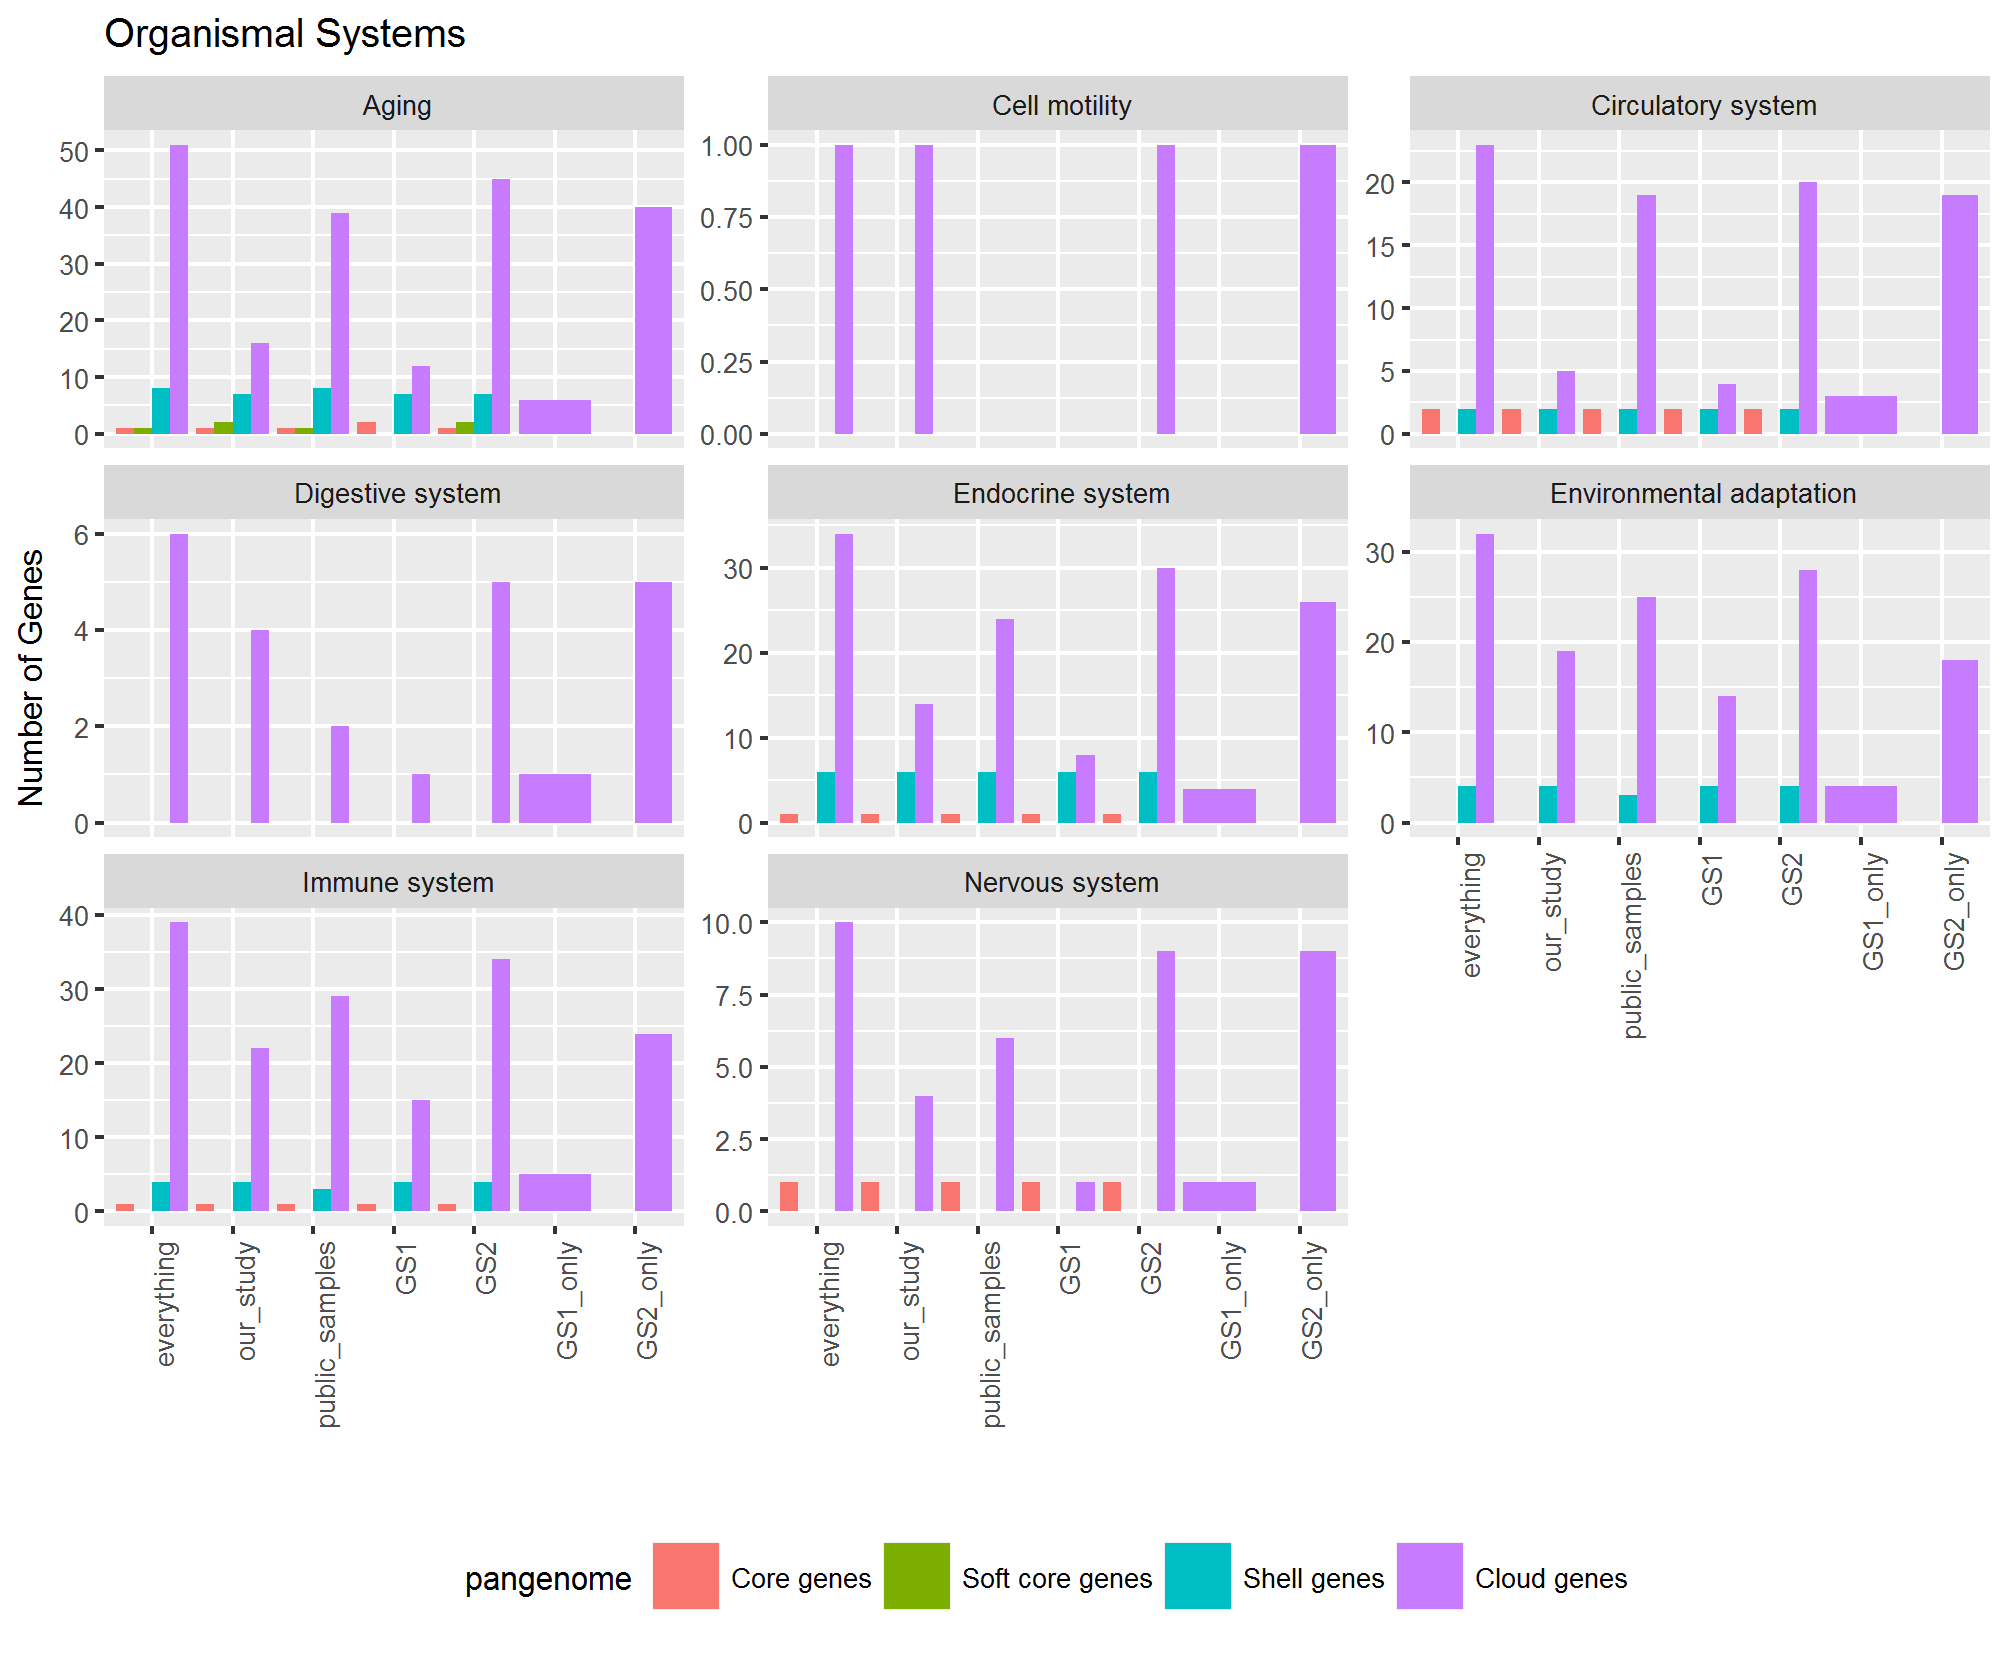 Organismal Systems
Aging
Cell motility
Circulatory system
50
40
30
20
10
0
1.00
0.75
0.50
0.25
0.00
20
15
10
5
0
Digestive system
Endocrine system
Environmental adaptation
6
4
2
0
30
20
10
0
30
20
10
0
everything
our_study
public_samples
GS1
GS2
GS1_only
GS2_only
Number of Genes
Immune system
Nervous system
40
30
20
10
0
10.0
7.5
5.0
2.5
0.0
everything
our_study
public_samples
GS1
GS2
GS1_only
GS2_only
everything
our_study
public_samples
GS1
GS2
GS1_only
GS2_only
pangenome
Core genes
Soft core genes
Shell genes
Cloud genes